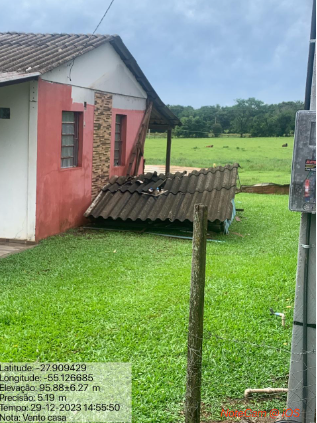 Latitude: -27.909429
Longitude: -55.126685
Elevação: 95.88±6.27 m
Precisão: 5.19 m
Tempo: 29-12-2023 14:55:50
Nota: Vento casa